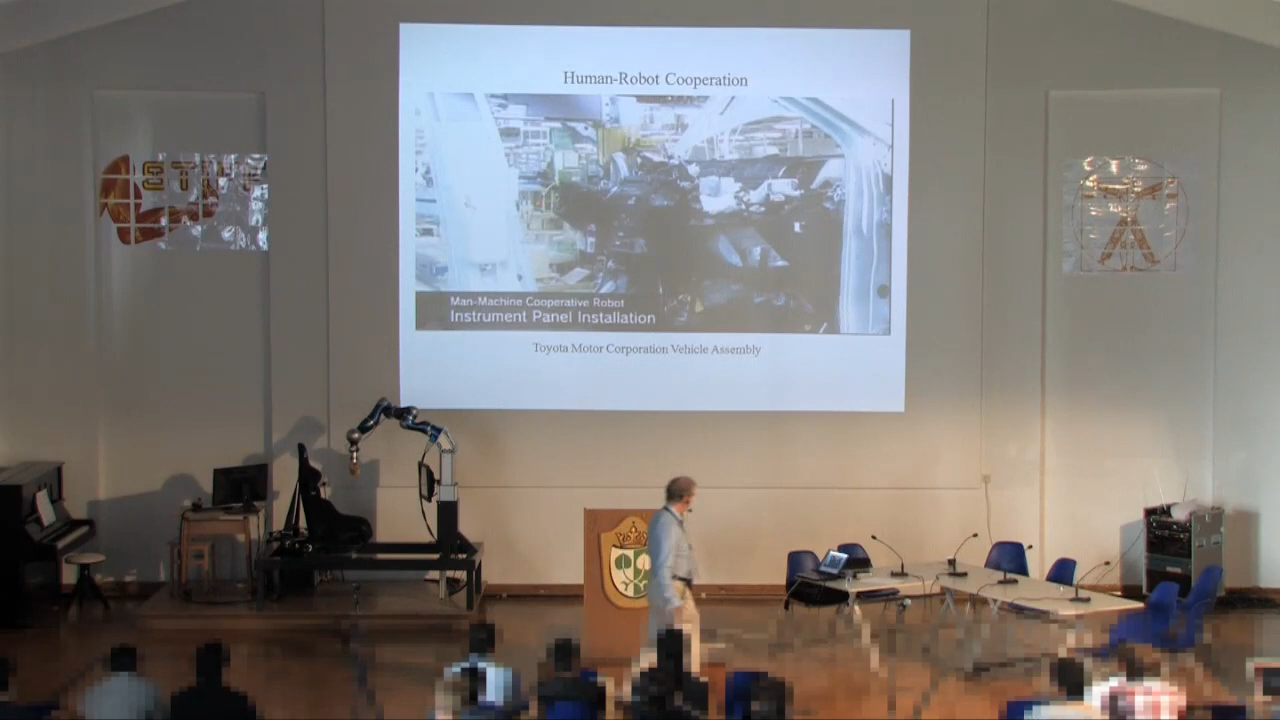 Human-Robot Cooperation
Man-Machine Cooperative Robot
Instrument Panel Installation
Toyota Motor Corporation Vehicle Assembly